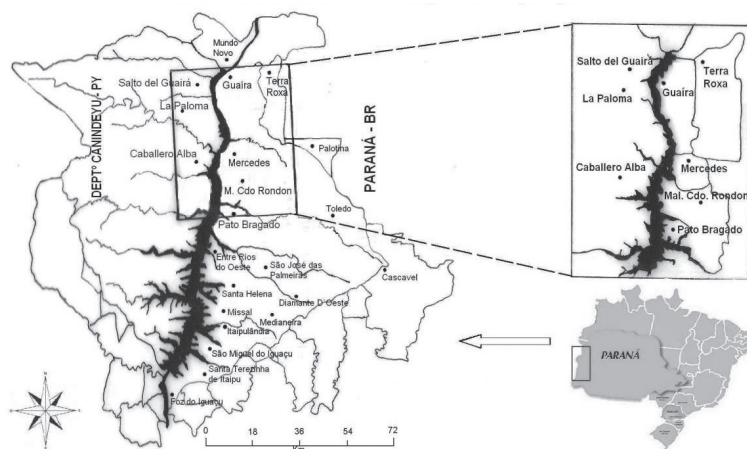 Mundo
Novo
Salto del Guairá
Guaíra
Terra
Roxa
La Paloma
DEPTº CANINDEYU - PY
PARANÁ - BR
Caballero Alba
Mercedes
Palotina
M. Cdo Rondon
Pato Bragado
Toledo
Entre Rios
do Oeste
São José das
Palmeiras
Cascavel
Santa Helena
Diamante D'Oeste
Missal
Medianeira
Itaipulândia
São Miguel do Iguaçu
Santa Terezinha
de Itaipu
Foz do Iguaçu
0 18 36 54 72
Km
Salto del Guairá
Terra
Roxa
Guaíra
La Paloma
Caballero Alba
Mercedes
Mal. Cdo. Rondon
Pato Bragado
PARANÁ